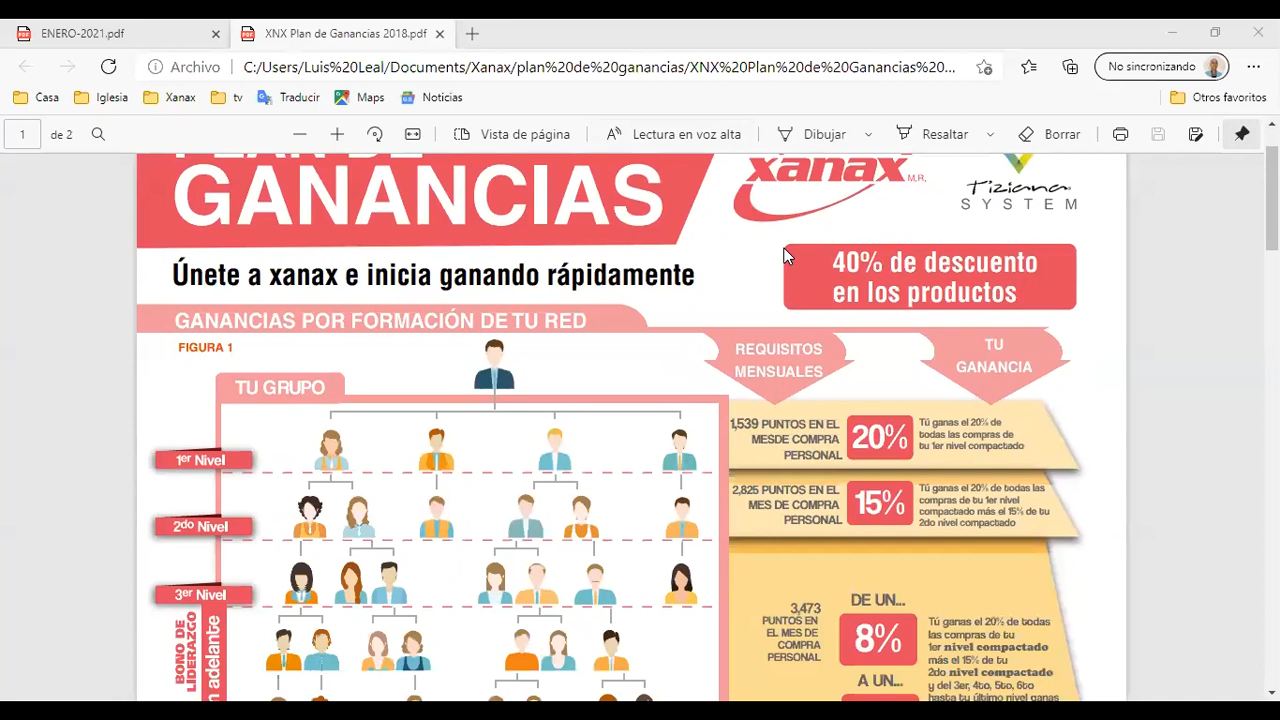 ENERO-2021.pdf
XNX Plan de Ganancias 2018.pdf
Archivo
C:/Users/Luis%20Leal/Documents/Xanax/plan%20de%20ganancias/XNX%20Plan%20de%20Ganancias%20...
No sincronizando
Casa
Iglesia
Xanax
tv
Traducir
Maps
Noticias
Otros favoritos
1
de 2
Vista de página
Lectura en voz alta
Dibujar
Resaltar
Borrar
GANANCIAS
xanax M.R.
Tiziana
SYSTEM
Únete a xanax e inicia ganando rápidamente
40% de descuento
en los productos
GANANCIAS POR FORMACIÓN DE TU RED
FIGURA 1
TU GRUPO
REQUISITOS
MENSUALES
TU
GANANCIA
1er Nivel
1,539 PUNTOS EN EL
MESDE COMPRA
PERSONAL
20%
Tú ganas el 20% de
todas las compras de
tu 1er nivel compactado
2do Nivel
2,825 PUNTOS EN EL
MES DE COMPRA
PERSONAL
15%
Tú ganas el 20% de todas las
compras de tu 1er nivel
compactado más el 15% de tu
2do nivel compactado
3er Nivel
BONO DE
LIDERAZGO
n adelante
3,473
PUNTOS EN
EL MES DE
COMPRA
PERSONAL
DE UN...
8%
A UN...
Tú ganas el 20% de todas
las compras de tu
1er nivel compactado
más el 15% de tu
2do nivel compactado
y del 3er, 4to, 5to, 6to
hasta tu último nivel ganas